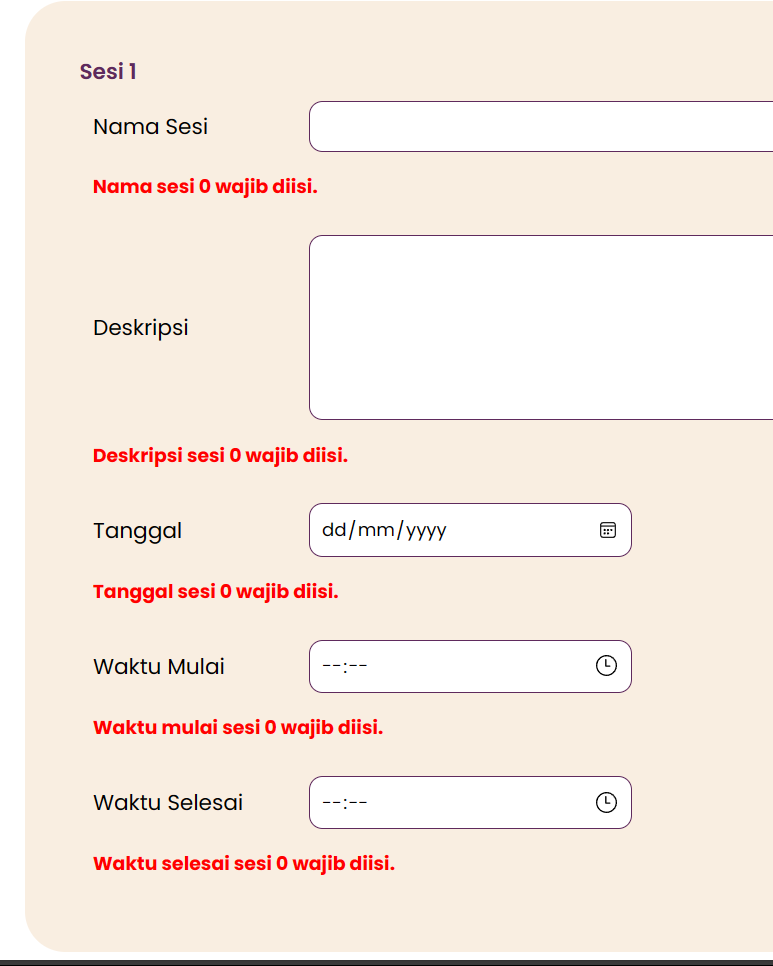 Sesi 1
Nama Sesi
Nama sesi 0 wajib diisi.
Deskripsi
Deskripsi sesi 0 wajib diisi.
Tanggal dd/mm/yyyy
Tanggal sesi 0 wajib diisi.
Waktu Mulai --:--
Waktu mulai sesi 0 wajib diisi.
Waktu Selesai --:--
Waktu selesai sesi 0 wajib diisi.